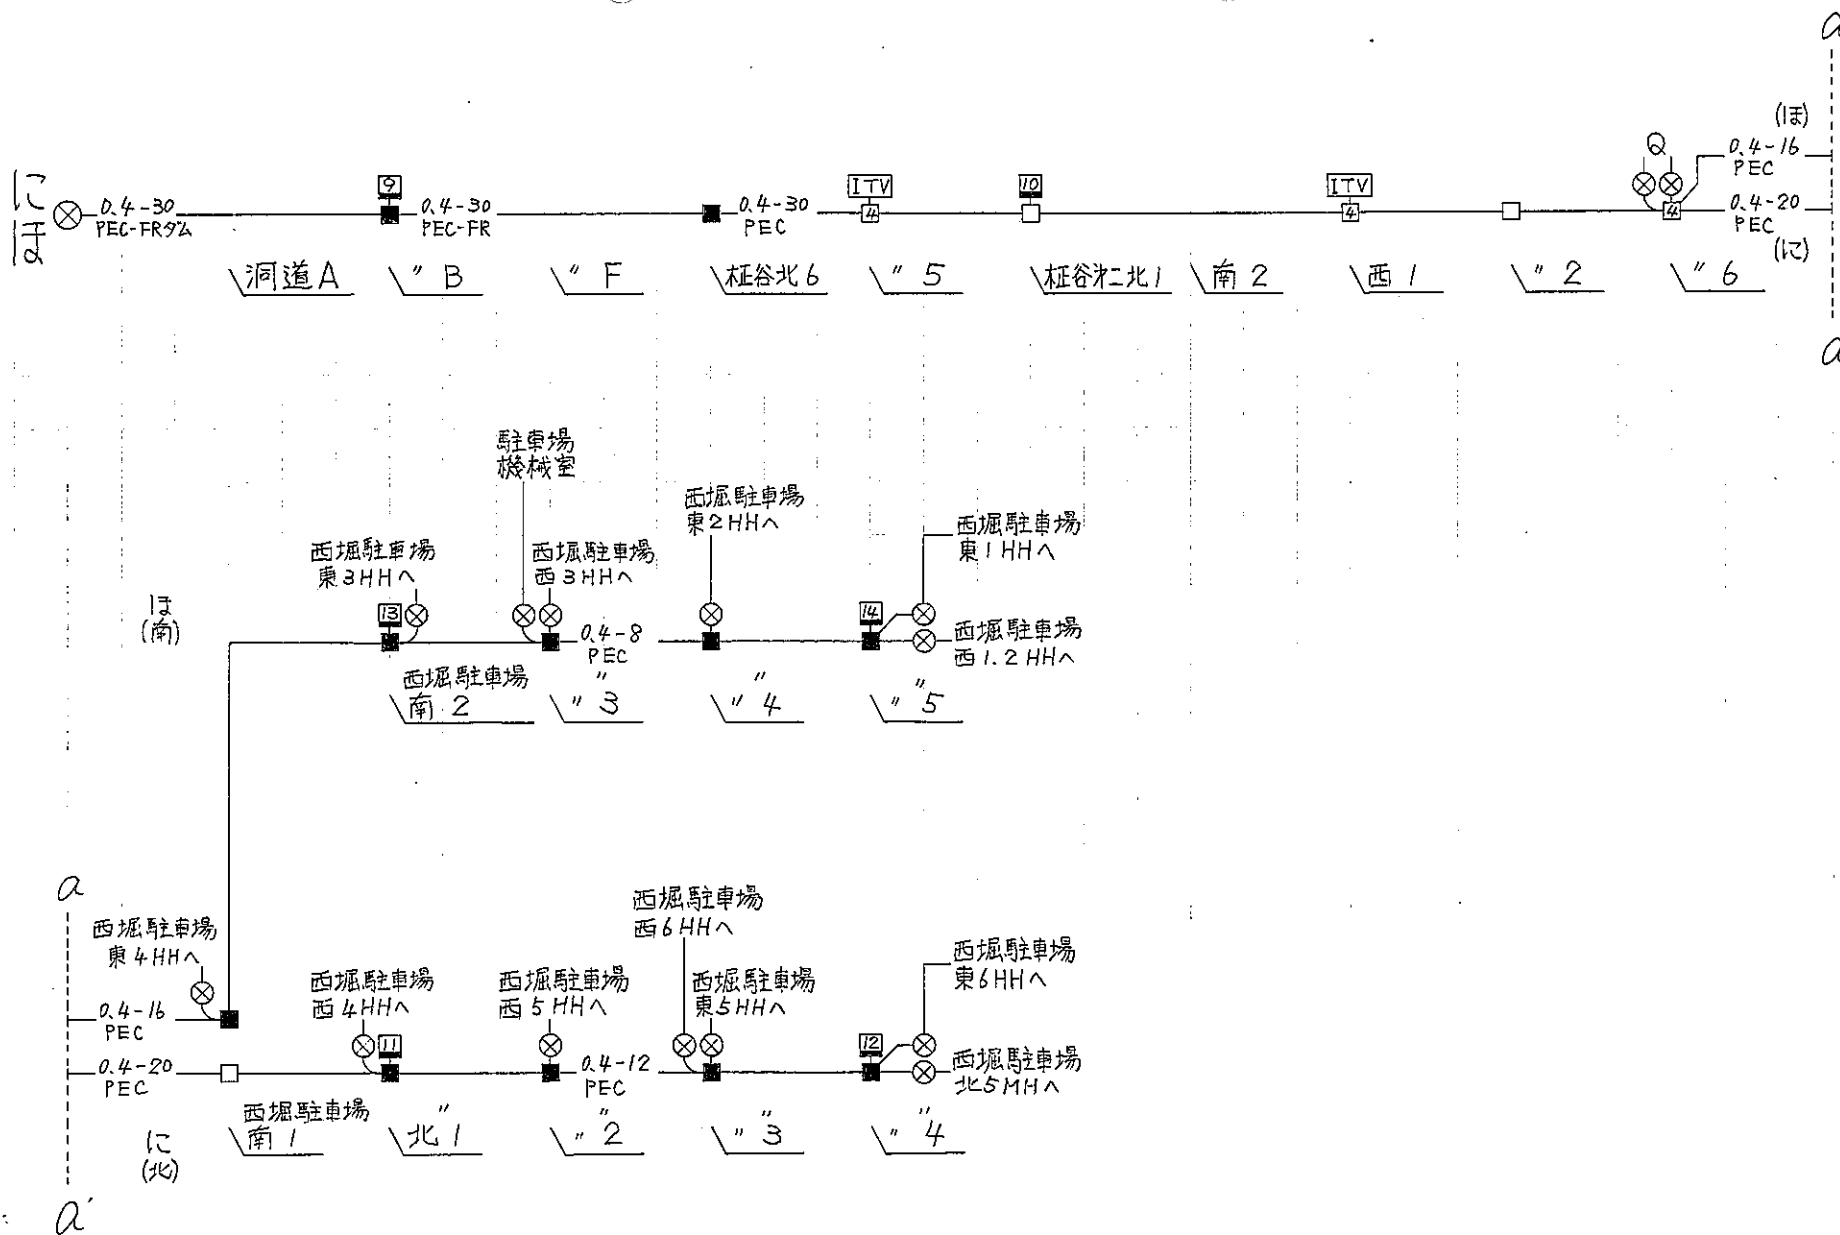 a
(ほ)
にほ
0.4-30
PEC-FRダム
9
0.4-30
PEC-FR
0.4-30
PEC
ITV
4
10
ITV
4
Q
4
0.4-16
PEC
0.4-20
PEC
(に)
洞道A
〃 B
〃 F
柾谷北6
〃 5
柾谷㐧二北1
南2
西1
〃 2
〃 6
a
駐車場
機械室
西堀駐車場
東3HHへ
西堀駐車場
西3HHへ
西堀駐車場
東2HHへ
西堀駐車場
東1HHへ
ほ
(南)
13
0.4-8
PEC
14
西堀駐車場
西1.2HHへ
西堀駐車場
南2
〃
〃 3
〃
〃 4
〃
〃 5
a
西堀駐車場
東4HHへ
0.4-16
PEC
0.4-20
PEC
西堀駐車場
西4HHへ
11
西堀駐車場
西5HHへ
0.4-12
PEC
西堀駐車場
西6HHへ
西堀駐車場
東5HHへ
12
西堀駐車場
東6HHへ
西堀駐車場
北5MHへ
に
(北)
西堀駐車場
南1
〃
北1
〃
〃 2
〃
〃 3
〃
〃 4
a'